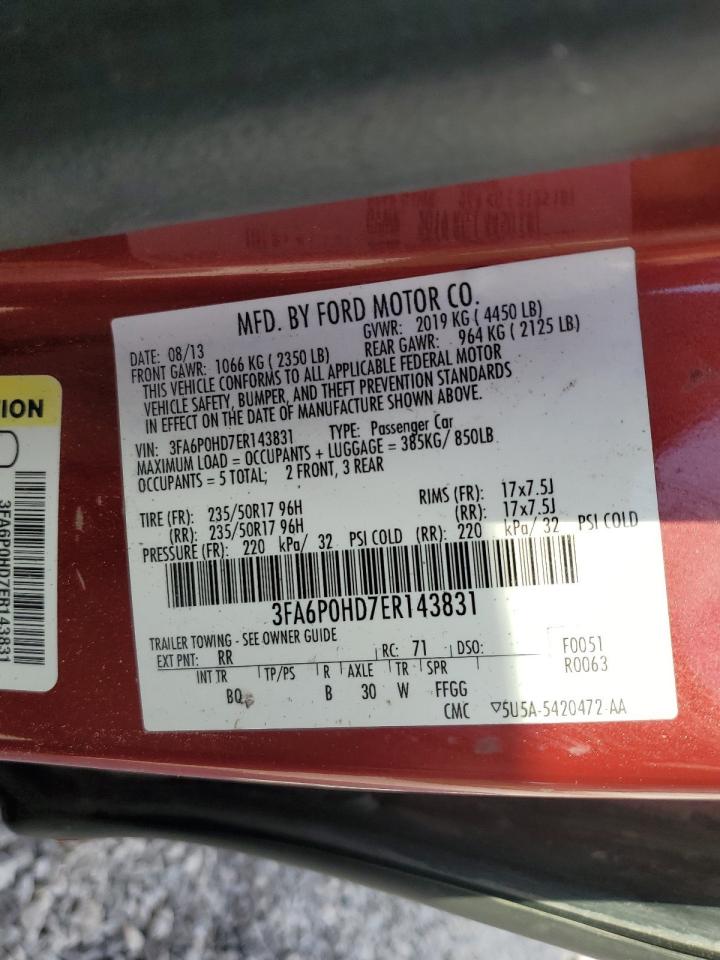 MFD. BY FORD MOTOR CO.
DATE: 08/13 GVWR: 2019 KG ( 4450 LB)
FRONT GAWR: 1066 KG ( 2350 LB) REAR GAWR: 964 KG ( 2125 LB)
THIS VEHICLE CONFORMS TO ALL APPLICABLE FEDERAL MOTOR
VEHICLE SAFETY, BUMPER, AND THEFT PREVENTION STANDARDS
IN EFFECT ON THE DATE OF MANUFACTURE SHOWN ABOVE.
VIN: 3FA6P0HD7ER143831 TYPE: Passenger Car
MAXIMUM LOAD = OCCUPANTS + LUGGAGE = 385KG/ 850LB
OCCUPANTS = 5 TOTAL; 2 FRONT, 3 REAR
TIRE (FR): 235/50R17 96H RIMS (FR): 17x7.5J
(RR): 235/50R17 96H (RR): 17x7.5J
PRESSURE (FR): 220 kPa/ 32 PSI COLD (RR): 220 kPa/ 32 PSI COLD
3FA6P0HD7ER143831
TRAILER TOWING - SEE OWNER GUIDE
EXT PNT: RR RC: 71 DSO: F0051
R0063
INT TR TP/PS R AXLE TR SPR
BQ B 30 W FFGG
CMC ▽5U5A-5420472-AA
TION
3FA6P0HD7ER143831